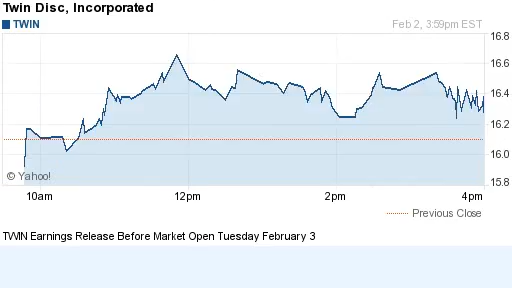 Twin Disc, Incorporated
TWIN
Feb 2, 3:59pm EST
16.8
16.6
16.4
16.2
16.0
15.8
© Yahoo!
10am 12pm 2pm 4pm
Previous Close
TWIN Earnings Release Before Market Open Tuesday February 3